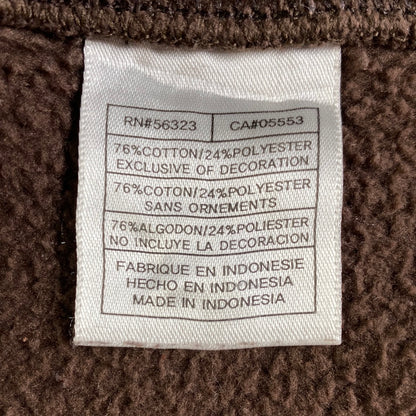 RN#56323 CA#05553
76%COTTON/24%POLYESTER
EXCLUSIVE OF DECORATION
76%COTON/24%POLYESTER
SANS ORNEMENTS
76%ALGODON/24%POLIESTER
NO INCLUYE LA DECORACION
FABRIQUE EN INDONESIE
HECHO EN INDONESIA
MADE IN INDONESIA